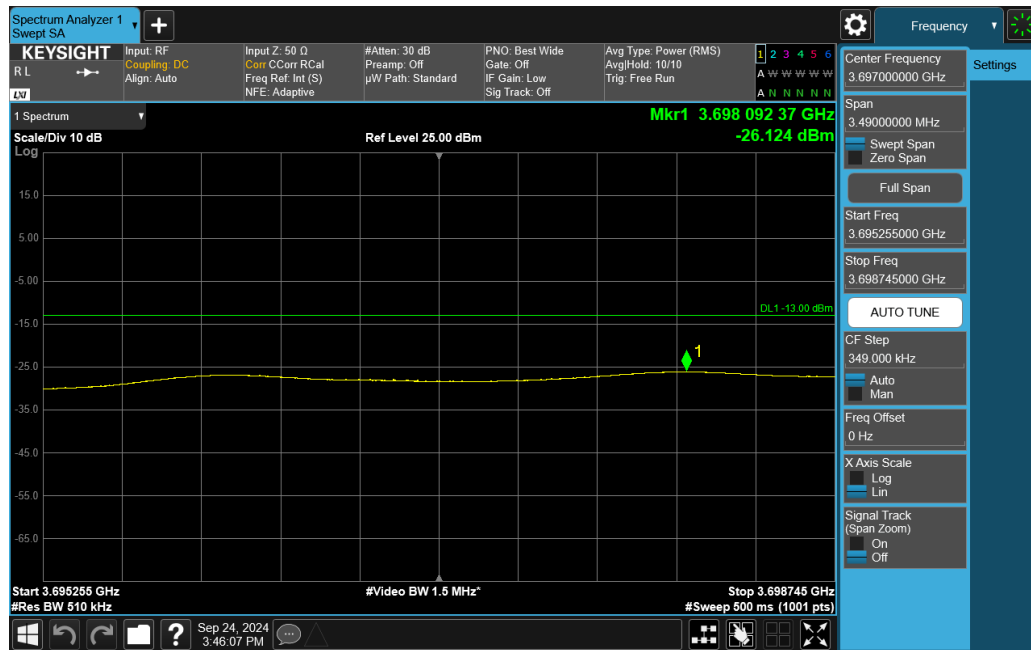 Spectrum Analyzer 1
Swept SA
Frequency
KEYSIGHT
R L
LXI
Input: RF
Coupling: DC
Align: Auto
Input Z: 50 Ω
Corr CCorr RCal
Freq Ref: Int (S)
NFE: Adaptive
#Atten: 30 dB
Preamp: Off
µW Path: Standard
PNO: Best Wide
Gate: Off
IF Gain: Low
Sig Track: Off
Avg Type: Power (RMS)
Avg|Hold: 10/10
Trig: Free Run
1 2 3 4 5 6
A W W W W W
A N N N N N
1 Spectrum
Scale/Div 10 dB
Ref Level 25.00 dBm
Mkr1 3.698 092 37 GHz
-26.124 dBm
Log
15.0
5.00
-5.00
-15.0
-25.0
-35.0
-45.0
-55.0
-65.0
DL1 -13.00 dBm
1
Start 3.695255 GHz
#Res BW 510 kHz
#Video BW 1.5 MHz*
Stop 3.698745 GHz
#Sweep 500 ms (1001 pts)
Center Frequency
3.697000000 GHz
Settings
Span
3.49000000 MHz
Swept Span
Zero Span
Full Span
Start Freq
3.695255000 GHz
Stop Freq
3.698745000 GHz
AUTO TUNE
CF Step
349.000 kHz
Auto
Man
Freq Offset
0 Hz
X Axis Scale
Log
Lin
Signal Track
(Span Zoom)
On
Off
?
Sep 24, 2024
3:46:07 PM